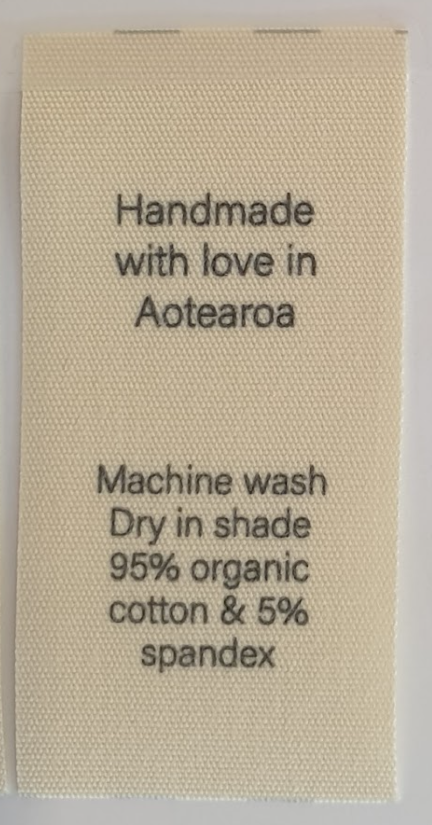 Handmade
with love in
Aotearoa
Machine wash
Dry in shade
95% organic
cotton & 5%
spandex